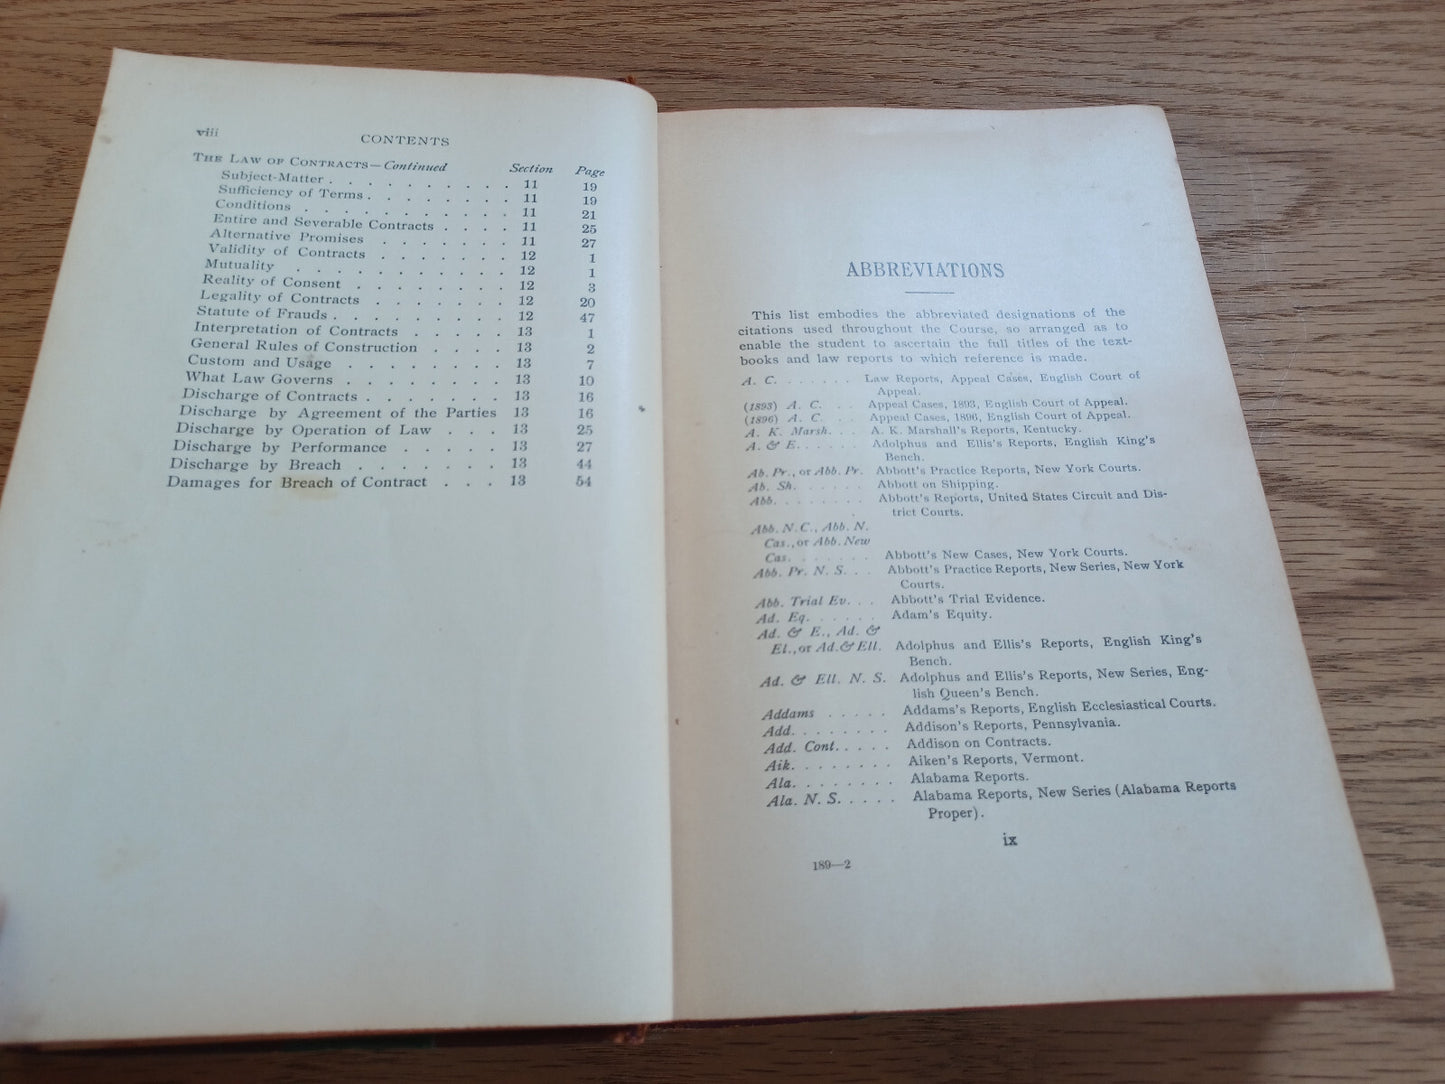 viii
CONTENTS
THE LAW OF CONTRACTS—Continued Section Page
Subject-Matter . . . . . . . . . . 11 19
Sufficiency of Terms . . . . . . . . 11 19
Conditions . . . . . . . . . . . 11 21
Entire and Severable Contracts . . . . 11 25
Alternative Promises . . . . . . . 11 27
Validity of Contracts . . . . . . . 12 1
Mutuality . . . . . . . . . . . 12 1
Reality of Consent . . . . . . . . 12 3
Legality of Contracts . . . . . . . 12 20
Statute of Frauds . . . . . . . . . 12 47
Interpretation of Contracts . . . . . 13 1
General Rules of Construction . . . . 13 2
Custom and Usage . . . . . . . . 13 7
What Law Governs . . . . . . . . 13 10
Discharge of Contracts . . . . . . . 13 16
Discharge by Agreement of the Parties 13 16
Discharge by Operation of Law . . . 13 25
Discharge by Performance . . . . . 13 27
Discharge by Breach . . . . . . . 13 44
Damages for Breach of Contract . . . 13 54
ABBREVIATIONS
This list embodies the abbreviated designations of the
citations used throughout the Course, so arranged as to
enable the student to ascertain the full titles of the text-
books and law reports to which reference is made.
A. C. . . . . . . Law Reports, Appeal Cases, English Court of
Appeal.
(1893) A. C. . . Appeal Cases, 1893, English Court of Appeal.
(1896) A. C. . . Appeal Cases, 1896, English Court of Appeal.
A. K. Marsh. . . A. K. Marshall's Reports, Kentucky.
A. & E. . . . . . Adolphus and Ellis's Reports, English King's
Bench.
Ab. Pr., or Abb. Pr. Abbott's Practice Reports, New York Courts.
Ab. Sh. . . . . . Abbott on Shipping.
Abb. . . . . . . . Abbott's Reports, United States Circuit and Dis-
trict Courts.
Abb. N. C., Abb. N.
Cas., or Abb. New
Cas. . . . . . . Abbott's New Cases, New York Courts.
Abb. Pr. N. S. . . Abbott's Practice Reports, New Series, New York
Courts.
Abb. Trial Ev. . . Abbott's Trial Evidence.
Ad. Eq. . . . . . Adam's Equity.
Ad. & E., Ad. &
El., or Ad. & Ell. Adolphus and Ellis's Reports, English King's
Bench.
Ad. & Ell. N. S. Adolphus and Ellis's Reports, New Series, Eng-
lish Queen's Bench.
Addams . . . . . Addams's Reports, English Ecclesiastical Courts.
Add. . . . . . . Addison's Reports, Pennsylvania.
Add. Cont. . . . . Addison on Contracts.
Aik. . . . . . . . Aiken's Reports, Vermont.
Ala. . . . . . . . Alabama Reports.
Ala. N. S. . . . . Alabama Reports, New Series (Alabama Reports
Proper).
ix
189—2